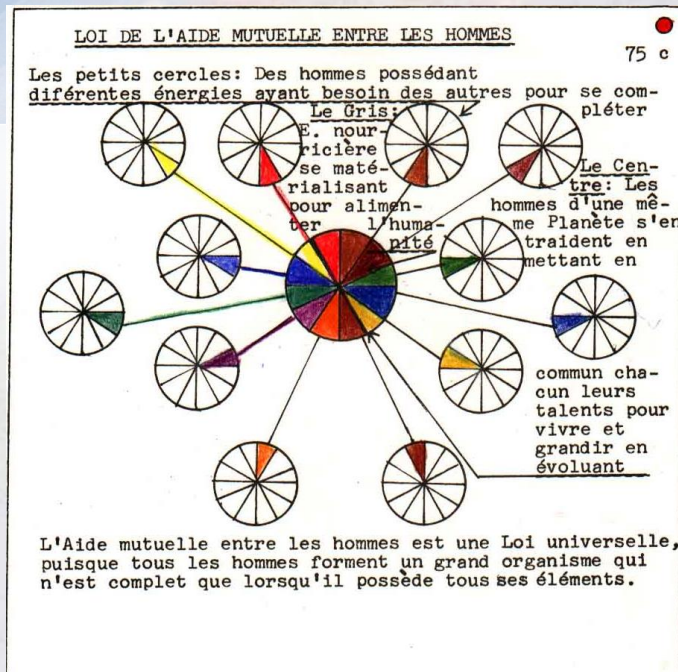 LOI DE L'AIDE MUTUELLE ENTRE LES HOMMES
75 c
Les petits cercles: Des hommes possédant
diférentes énergies ayant besoin des autres pour se com-
pléter
Le Gris:
E. nour-
ricière
se maté-
rialisant
pour alimen-
ter l'huma-
nité
Le Cen-
tre: Les
hommes d'une mê-
me Planète s'en
traident en
mettant en
commun cha-
cun leurs
talents pour
vivre et
grandir en
évoluant
L'Aide mutuelle entre les hommes est une Loi universelle,
puisque tous les hommes forment un grand organisme qui
n'est complet que lorsqu'il possède tous ses éléments.